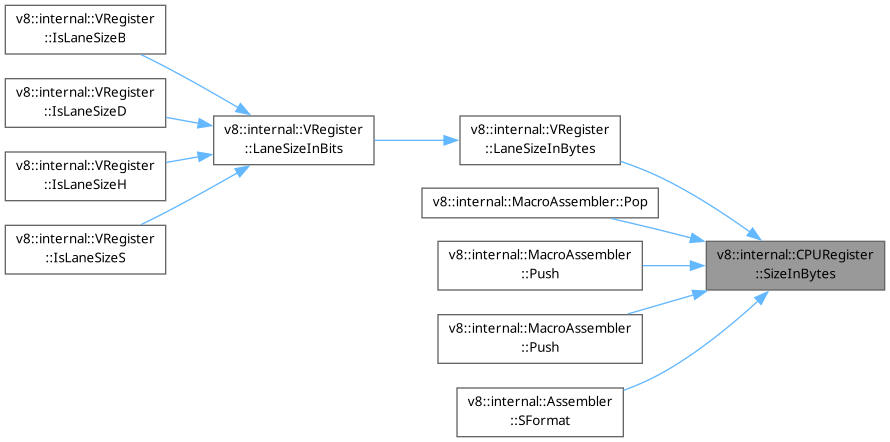 v8::internal::VRegister
::IsLaneSizeB
v8::internal::VRegister
::IsLaneSizeD
v8::internal::VRegister
::IsLaneSizeH
v8::internal::VRegister
::IsLaneSizeS
v8::internal::VRegister
::LaneSizeInBits
v8::internal::VRegister
::LaneSizeInBytes
v8::internal::MacroAssembler::Pop
v8::internal::MacroAssembler
::Push
v8::internal::MacroAssembler
::Push
v8::internal::Assembler
::SFormat
v8::internal::CPURegister
::SizeInBytes